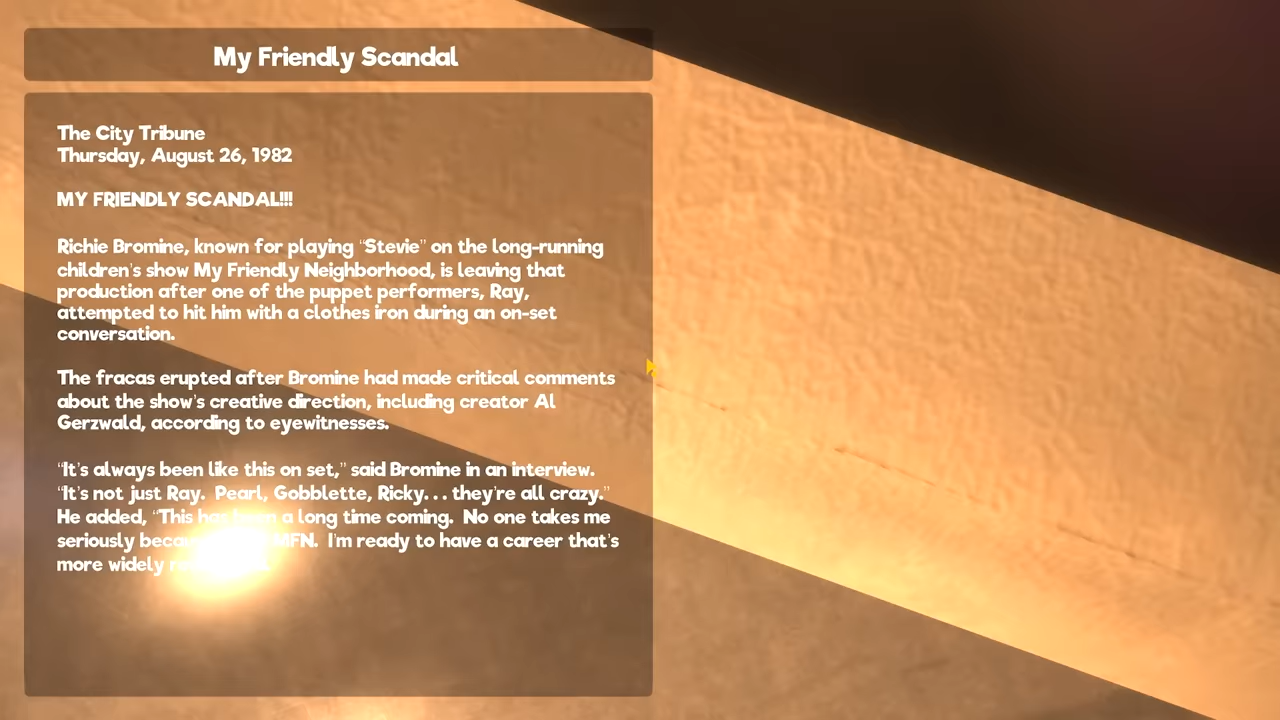 My Friendly Scandal
The City Tribune
Thursday, August 26, 1982
MY FRIENDLY SCANDAL!!!
Richie Bromine, known for playing “Stevie” on the long-running
children's show My Friendly Neighborhood, is leaving that
production after one of the puppet performers, Ray,
attempted to hit him with a clothes iron during an on-set
conversation.
The fracas erupted after Bromine had made critical comments
about the show's creative direction, including creator Al
Gerzwald, according to eyewitnesses.
“It's always been like this on set,” said Bromine in an interview.
“It's not just Ray.  Pearl, Gobblette, Ricky... they're all crazy.”
He added, “This has been a long time coming.  No one takes me
seriously MFN.  I'm ready to have a career that's
more widely